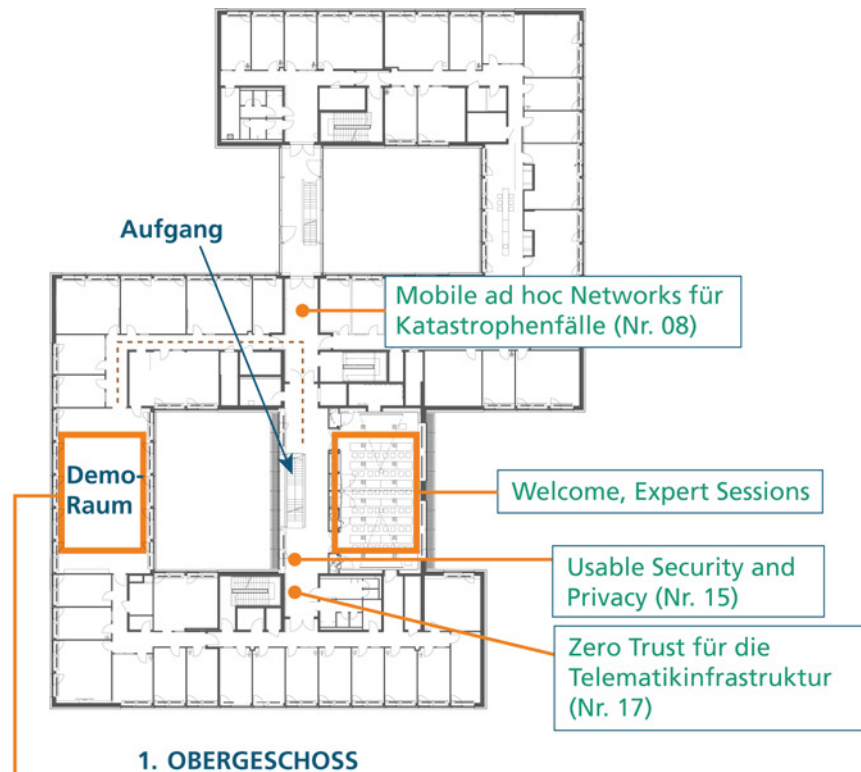 Aufgang
Mobile ad hoc Networks für
Katastrophenfälle (Nr. 08)
Demo-
Raum
Welcome, Expert Sessions
Usable Security and
Privacy (Nr. 15)
Zero Trust für die
Telematikinfrastruktur
(Nr. 17)
1. OBERGESCHOSS